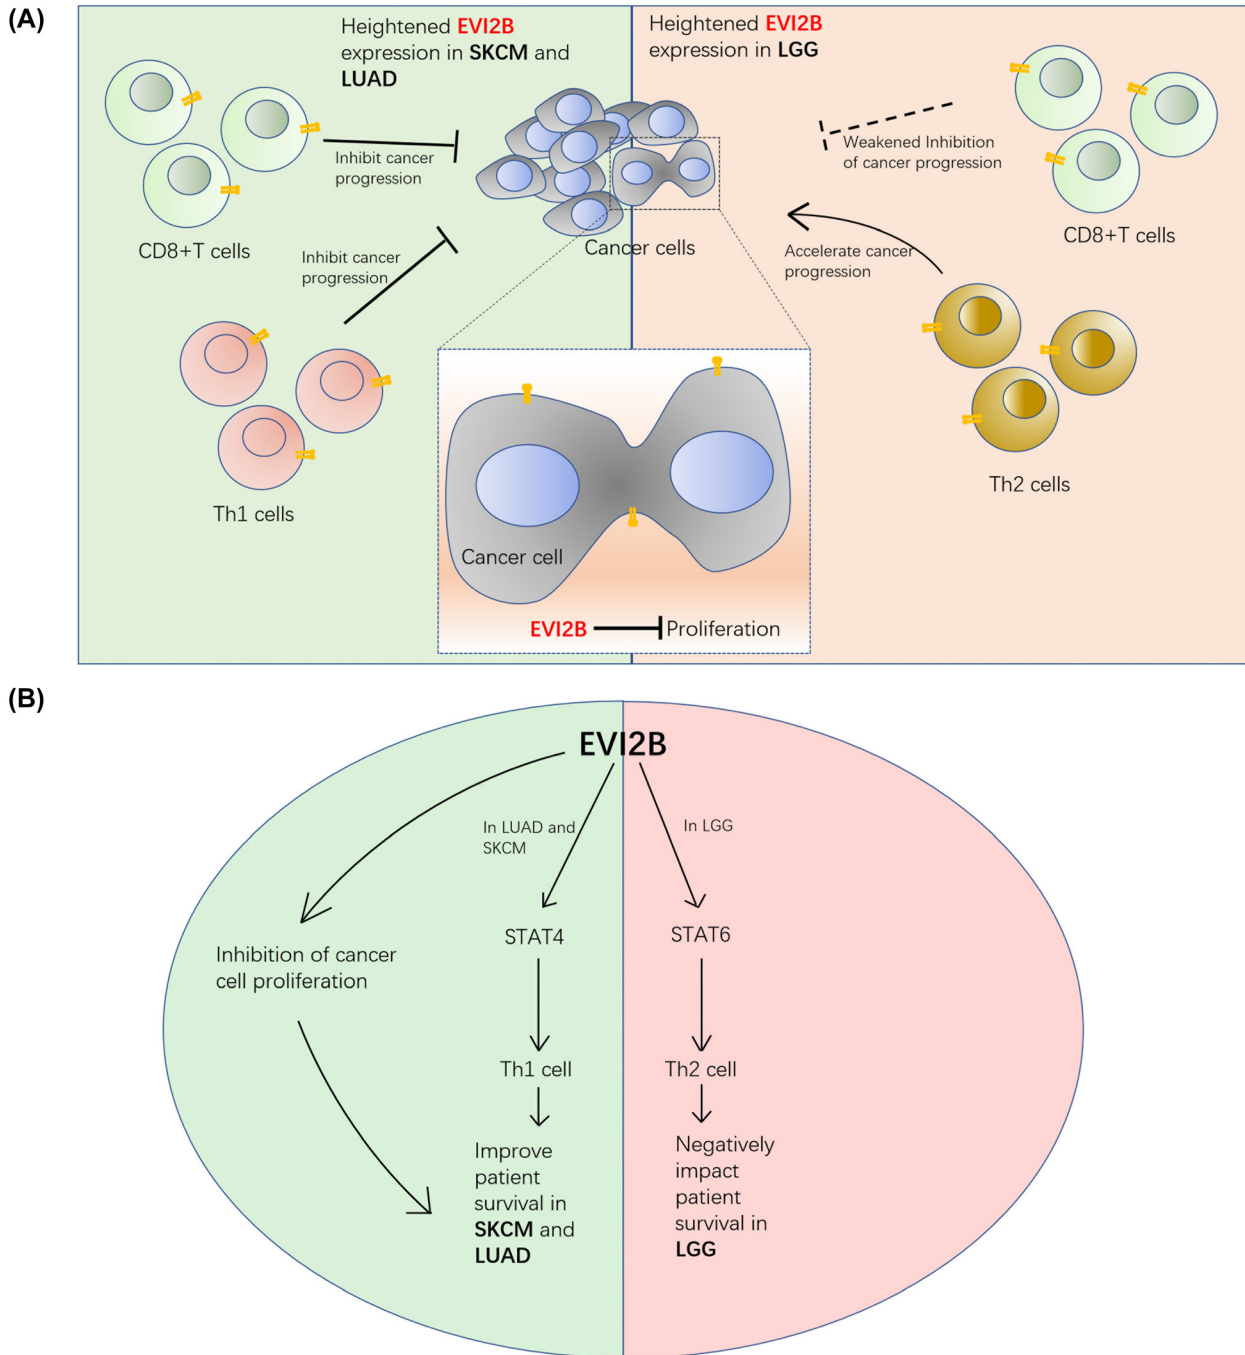 (A)
Heightened EVI2B
expression in SKCM and
LUAD
Heightened EVI2B
expression in LGG
Inhibit cancer
progression
Weakened Inhibition
of cancer progression
CD8+T cells
Cancer cells
CD8+T cells
Inhibit cancer
progression
Accelerate cancer
progression
Th1 cells
Th2 cells
Cancer cell
EVI2B
Proliferation
(B)
EVI2B
In LUAD and
SKCM
In LGG
Inhibition of cancer
cell proliferation
STAT4
STAT6
Th1 cell
Th2 cell
Improve
patient
survival in
SKCM and
LUAD
Negatively
impact
patient
survival in
LGG